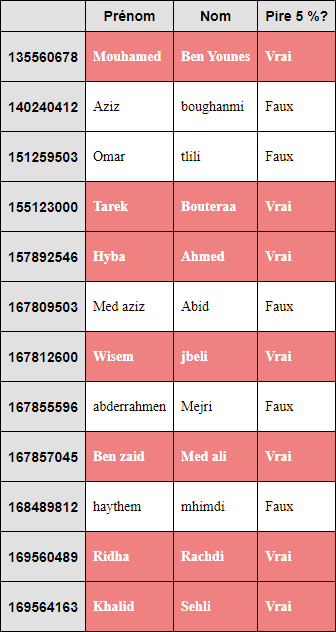 Prénom Nom Pire 5 %?
135560678 Mouhamed Ben Younes Vrai
140240412 Aziz boughanmi Faux
151259503 Omar tlili Faux
155123000 Tarek Bouteraa Vrai
157892546 Hyba Ahmed Vrai
167809503 Med aziz Abid Faux
167812600 Wisem jbeli Vrai
167855596 abderrahmen Mejri Faux
167857045 Ben zaid Med ali Vrai
168489812 haythem mhimdi Faux
169560489 Ridha Rachdi Vrai
169564163 Khalid Sehli Vrai